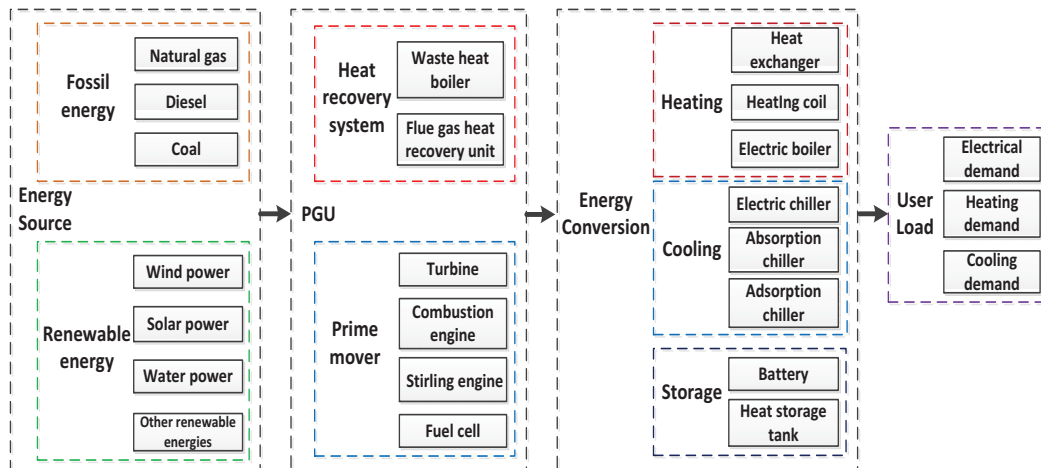 Fossil
energy
Natural gas
Diesel
Coal
Energy
Source
Renewable
energy
Wind power
Solar power
Water power
Other renewable
energies
Heat
recovery
system
Waste heat
boiler
Flue gas heat
recovery unit
PGU
Prime
mover
Turbine
Combustion
engine
Stirling engine
Fuel cell
Energy
Conversion
Heating
Heat
exchanger
HeatIng coil
Electric boiler
Cooling
Electric chiller
Absorption
chiller
Adsorption
chiller
Storage
Battery
Heat storage
tank
User
Load
Electrical
demand
Heating
demand
Cooling
demand